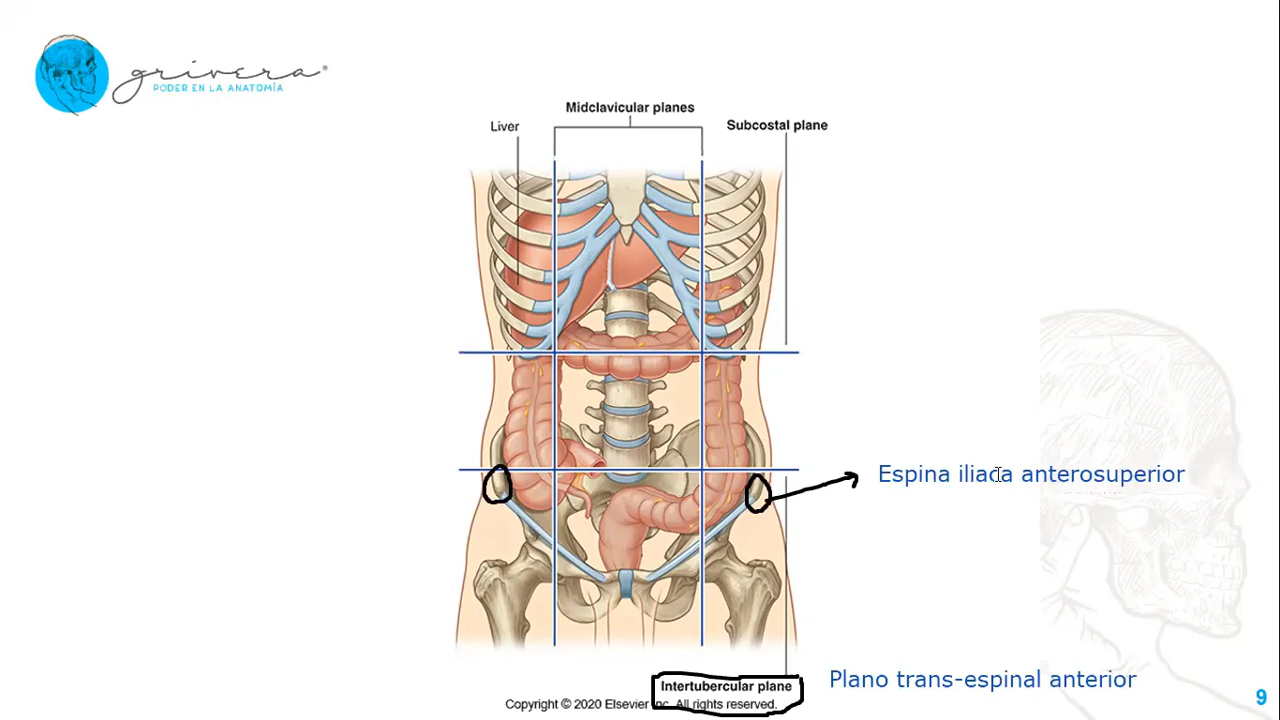 grivera®
PODER EN LA ANATOMÍA
Midclavicular planes
Liver
Subcostal plane
Espina iliaca anterosuperior
Intertubercular plane
Plano trans-espinal anterior
Copyright © 2020 Elsevier Inc. All rights reserved.
9